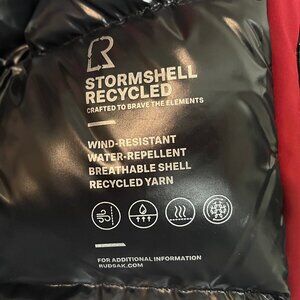 R
STORMSHELL
RECYCLED
CRAFTED TO BRAVE THE ELEMENTS
WIND-RESISTANT
WATER-REPELLENT
BREATHABLE SHELL
RECYCLED YARN
FOR ADDITIONAL INFORMATION
RUDSAK.COM